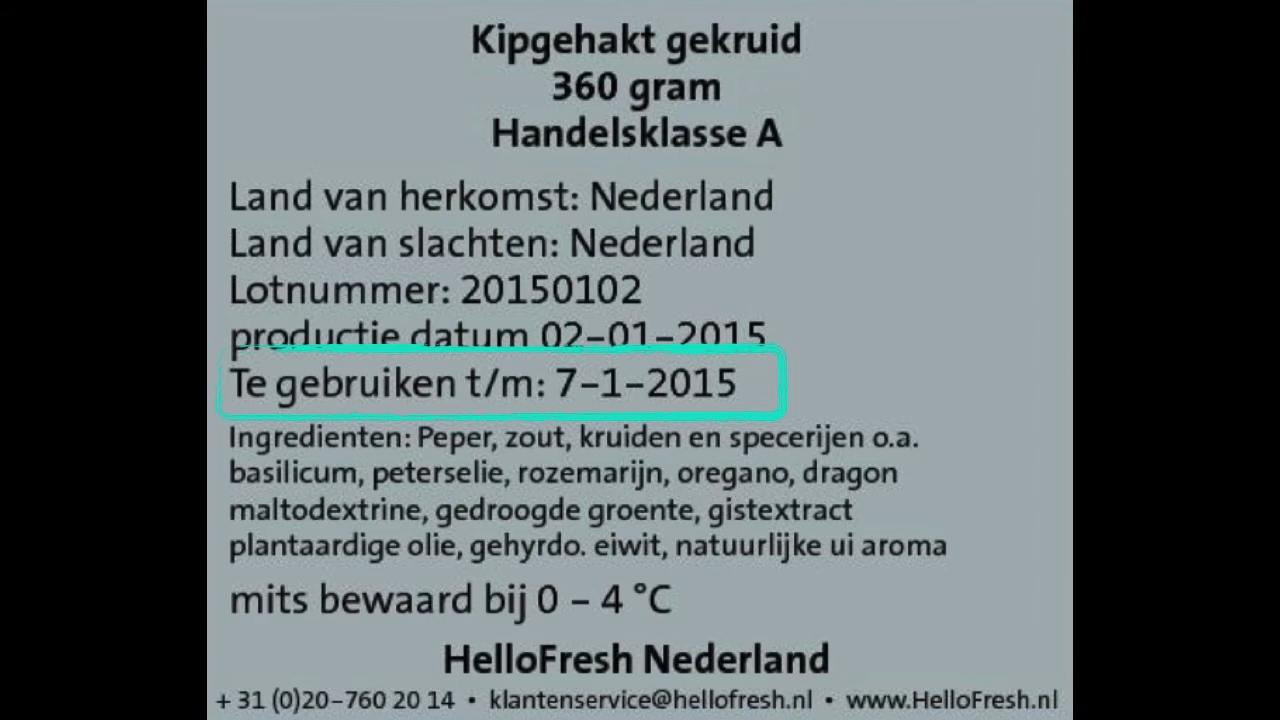 Kipgehakt gekruid
360 gram
Handelsklasse A
Land van herkomst: Nederland
Land van slachten: Nederland
Lotnummer: 20150102
productie datum 02-01-2015
Te gebruiken t/m: 7-1-2015
Ingredienten: Peper, zout, kruiden en specerijen o.a.
basilicum, peterselie, rozemarijn, oregano, dragon
maltodextrine, gedroogde groente, gistextract
plantaardige olie, gehyrdo. eiwit, natuurlijke ui aroma
mits bewaard bij 0 - 4 °C
HelloFresh Nederland
+ 31 (0)20-760 20 14 • klantenservice@hellofresh.nl • www.HelloFresh.nl